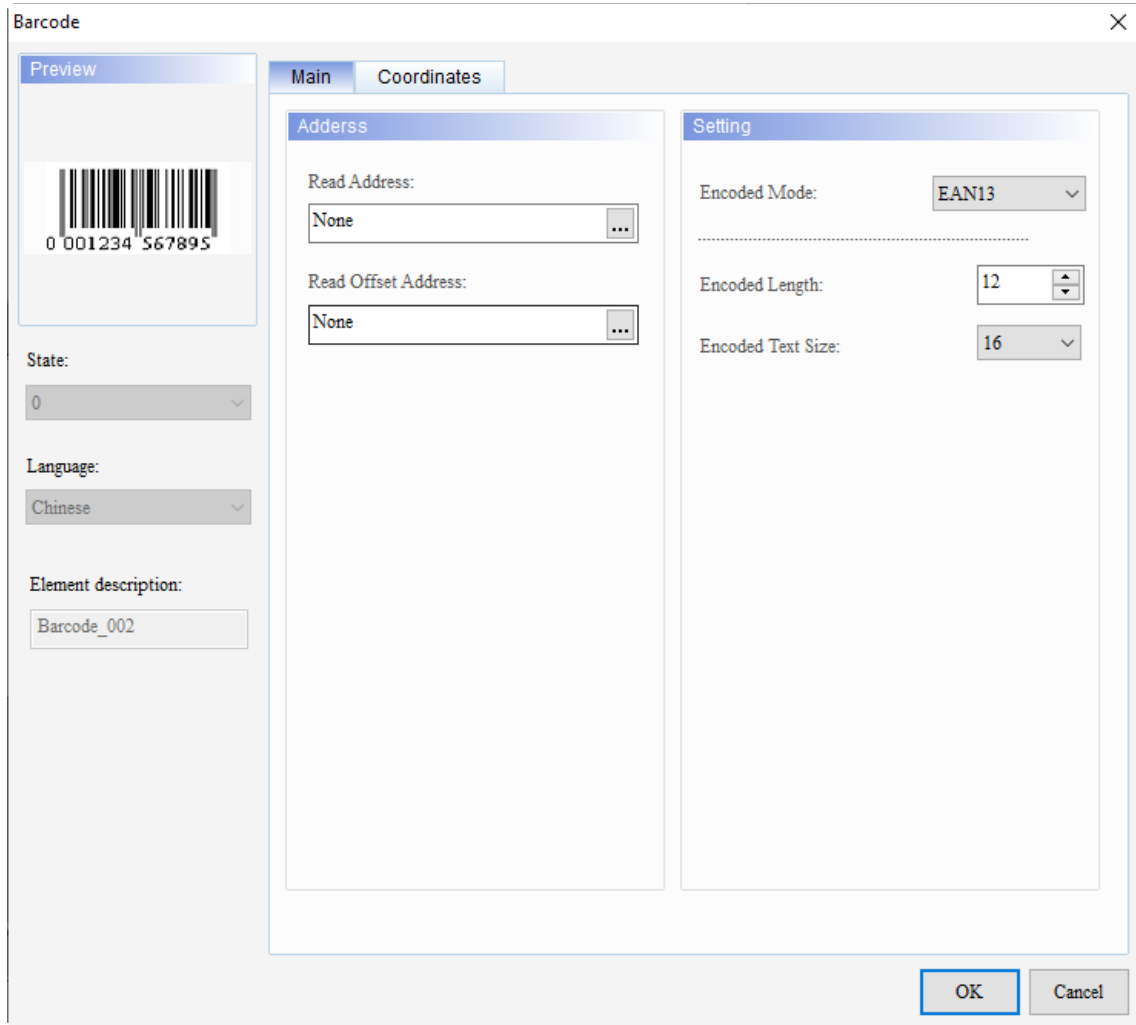 Barcode
Preview
0 001234 567895
State:
0
Language:
Chinese
Element description:
Barcode_002
Main
Coordinates
Adderss
Read Address:
None
...
Read Offset Address:
None
...
Setting
Encoded Mode:
EAN13
Encoded Length:
12
Encoded Text Size:
16
OK
Cancel